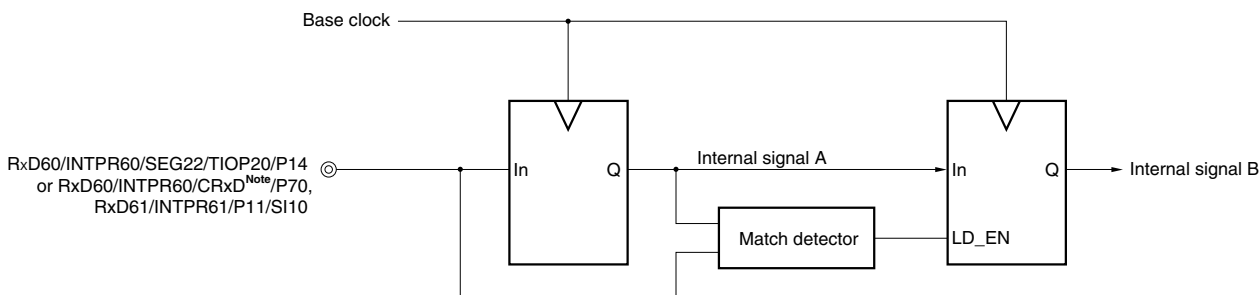 Base clock
RxD60/INTPR60/SEG22/TIOP20/P14
or RxD60/INTPR60/CRxDNote/P70,
RxD61/INTPR61/P11/SI10
In
Q
Internal signal A
In
Q
Internal signal B
Match detector
LD_EN